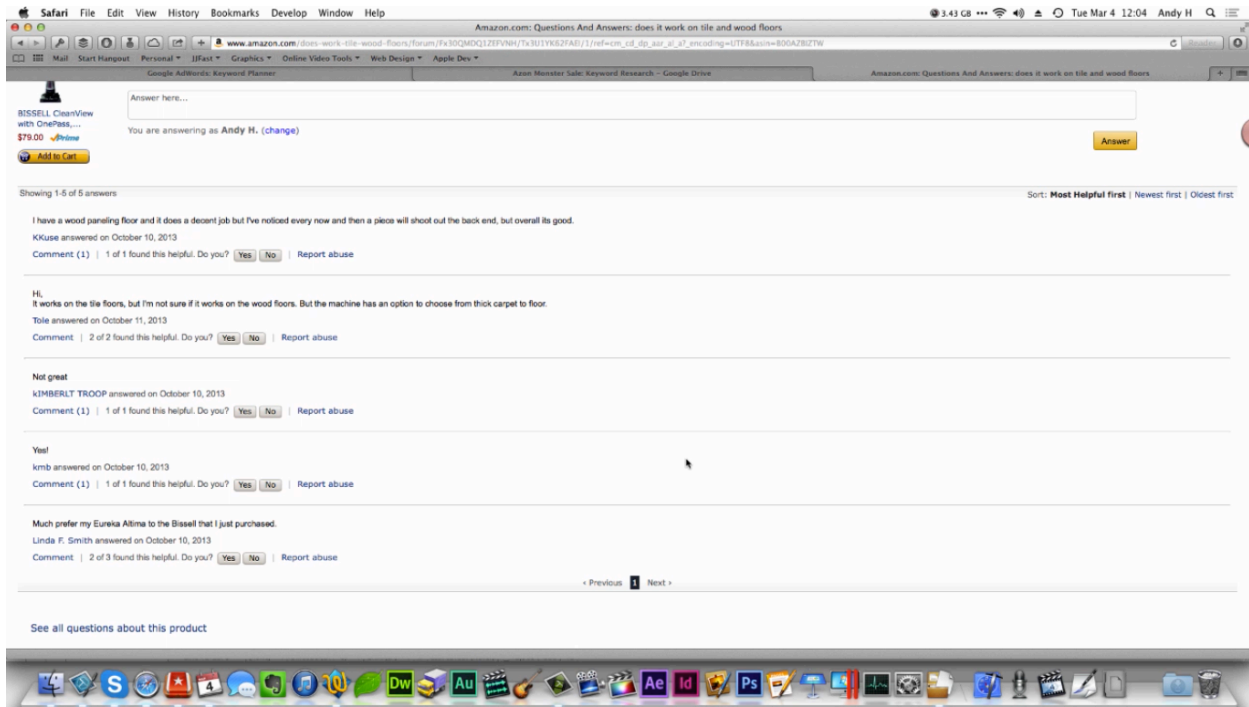 Safari File Edit View History Bookmarks Develop Window Help 3.43 GB Tue Mar 4 12:04 Andy H
Amazon.com: Questions And Answers: does it work on tile and wood floors
www.amazon.com/does-work-tile-wood-floors/forum/ Reader
Mail Start Hangout Personal JJFast Graphics Online Video Tools Web Design Apple Dev
Google AdWords: Keyword Planner Azon Monster Sale: Keyword Research – Google Drive Amazon.com: Questions And Answers: does it work on tile and wood floors
Answer here...
BISSELL CleanView
with OnePass,...
$79.00 Prime
You are answering as Andy H. (change)
Answer
Add to Cart
Showing 1-5 of 5 answers
Sort: Most Helpful first | Newest first | Oldest first
I have a wood paneling floor and it does a decent job but I've noticed every now and then a piece will shoot out the back end, but overall its good.
KKuse answered on October 10, 2013
Comment (1) | 1 of 1 found this helpful. Do you? Yes No | Report abuse
Hi,
It works on the tile floors, but I'm not sure if it works on the wood floors. But the machine has an option to choose from thick carpet to floor.
Tole answered on October 11, 2013
Comment | 2 of 2 found this helpful. Do you? Yes No | Report abuse
Not great
kIMBERLT TROOP answered on October 10, 2013
Comment (1) | 1 of 1 found this helpful. Do you? Yes No | Report abuse
Yes!
kmb answered on October 10, 2013
Comment (1) | 1 of 1 found this helpful. Do you? Yes No | Report abuse
Much prefer my Eureka Altima to the Bissell that I just purchased.
Linda F. Smith answered on October 10, 2013
Comment | 2 of 3 found this helpful. Do you? Yes No | Report abuse
‹ Previous 1 Next ›
See all questions about this product
4 Dw Au Ae Id Ps